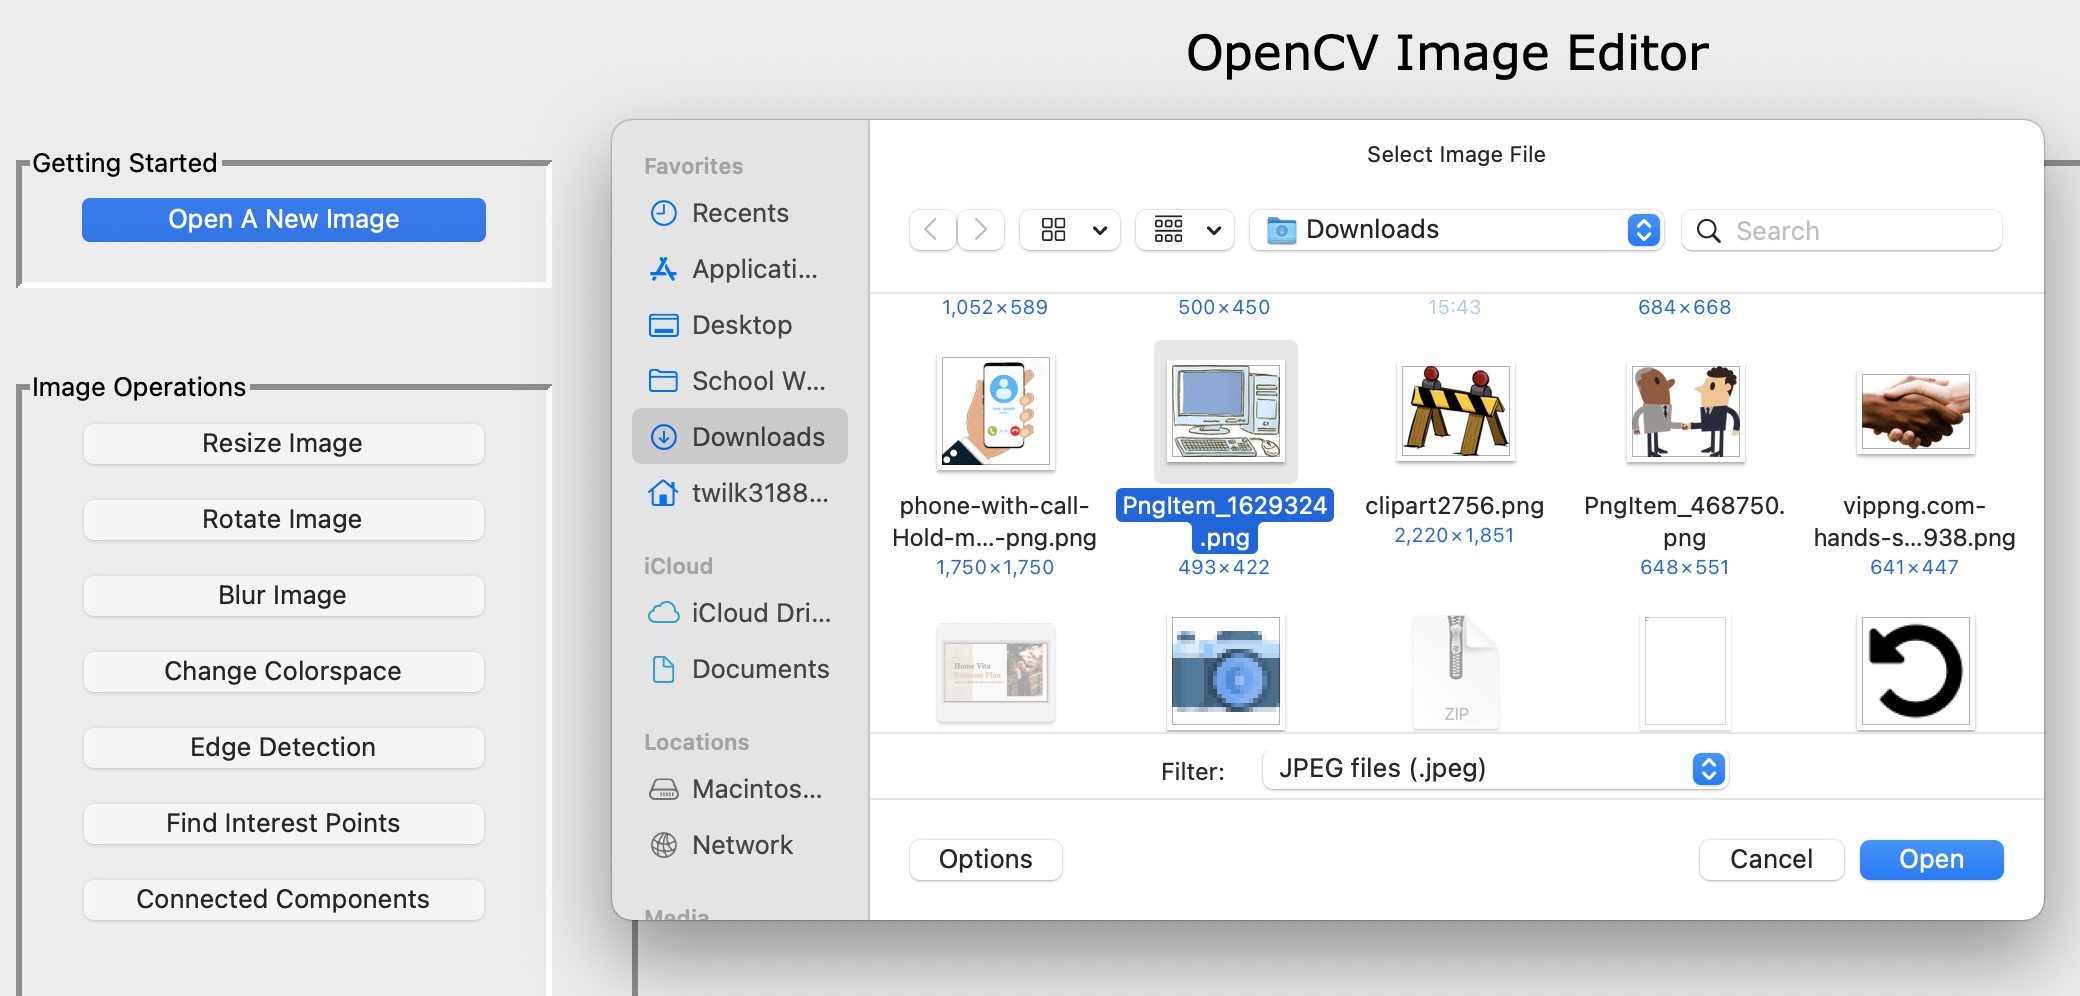 OpenCV Image Editor
Getting Started
Open A New Image
Image Operations
Resize Image
Rotate Image
Blur Image
Change Colorspace
Edge Detection
Find Interest Points
Connected Components
Favorites
Recents
Applicati...
Desktop
School W...
Downloads
twilk3188...
iCloud
iCloud Dri...
Documents
Locations
Macintos...
Network
Media
Select Image File
Downloads
Search
1,052×589
500×450
15:43
684×668
phone-with-call-
Hold-m...-png.png
1,750×1,750
PngItem_1629324
.png
493×422
clipart2756.png
2,220×1,851
PngItem_468750.
png
648×551
vippng.com-
hands-s...938.png
641×447
Home Vita
Business Plan
ZIP
Filter:
JPEG files (.jpeg)
Options
Cancel
Open